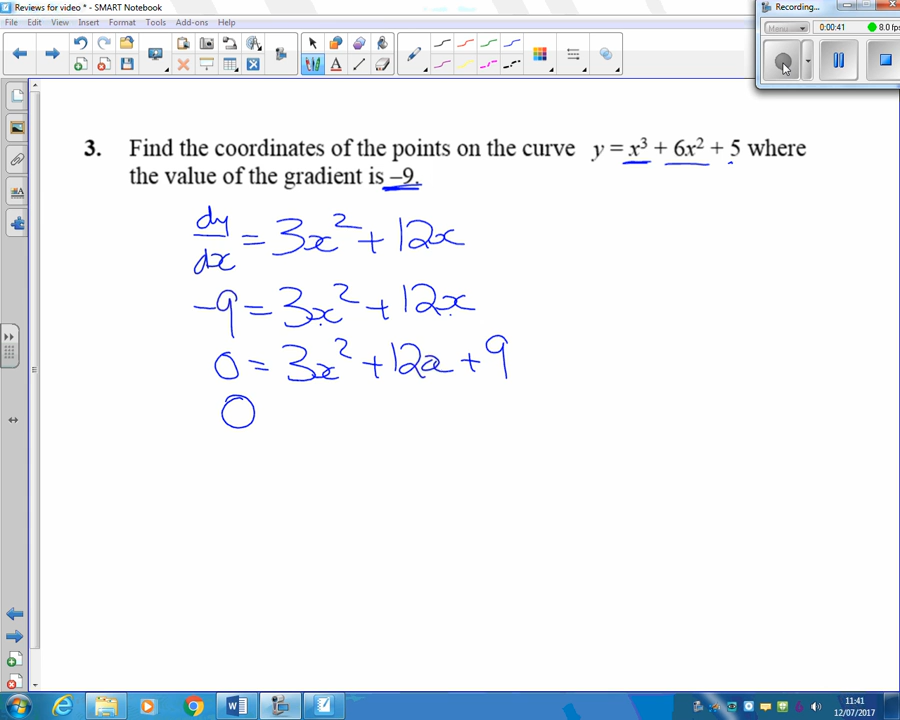 Reviews for video * - SMART Notebook
Recording...
File Edit View Insert Format Tools Add-ons Help
Menu
0:00:41
8.0 fps
3. Find the coordinates of the points on the curve y = x³ + 6x² + 5 where
the value of the gradient is –9.
dy/dx = 3x² + 12x
-9 = 3x² + 12x
0 = 3x² + 12x + 9
0
11:41
12/07/2017